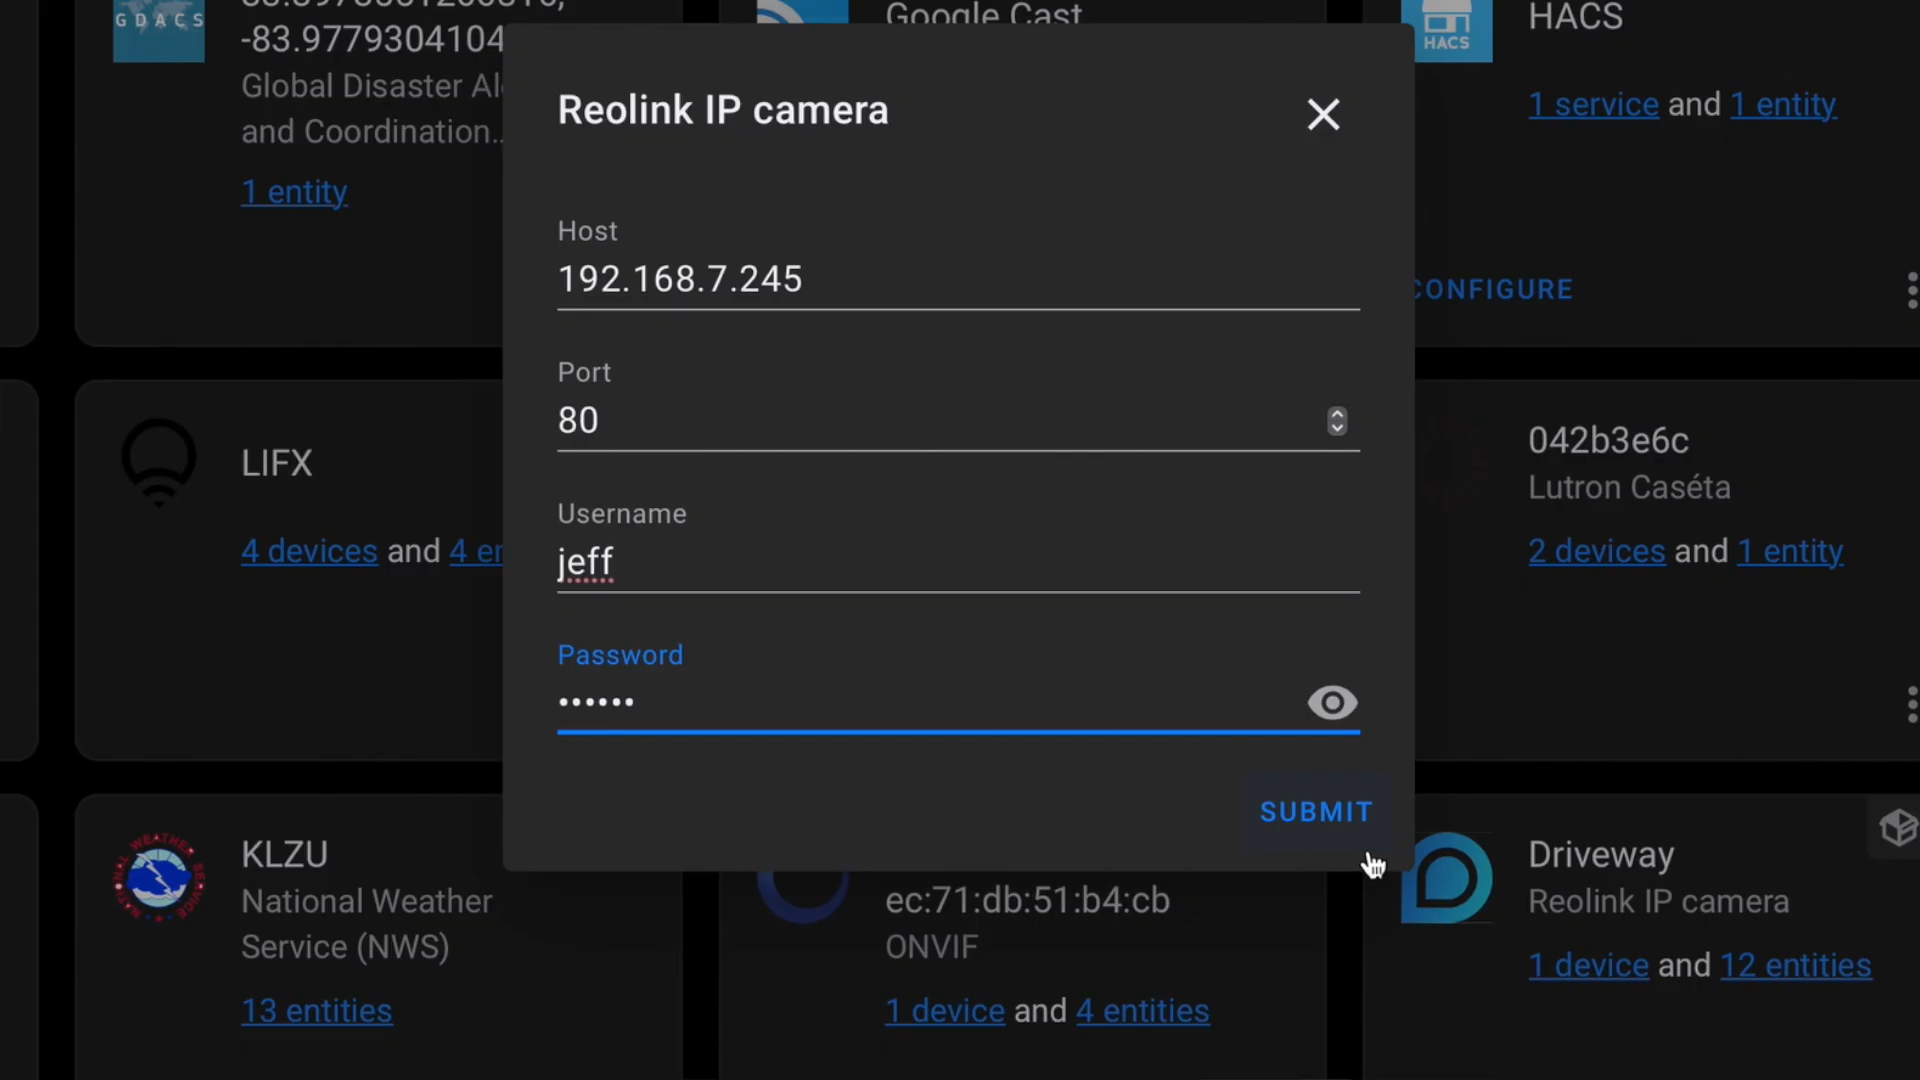 GDACS
-83.9779304104
Global Disaster Al
and Coordination..
1 entity
Google Cast
HACS
HACS
1 service and 1 entity
CONFIGURE
Reolink IP camera
Host
192.168.7.245
Port
80
Username
jeff
Password
••••••
SUBMIT
LIFX
4 devices and 4 en
042b3e6c
Lutron Caséta
2 devices and 1 entity
KLZU
National Weather
Service (NWS)
13 entities
ec:71:db:51:b4:cb
ONVIF
1 device and 4 entities
Driveway
Reolink IP camera
1 device and 12 entities